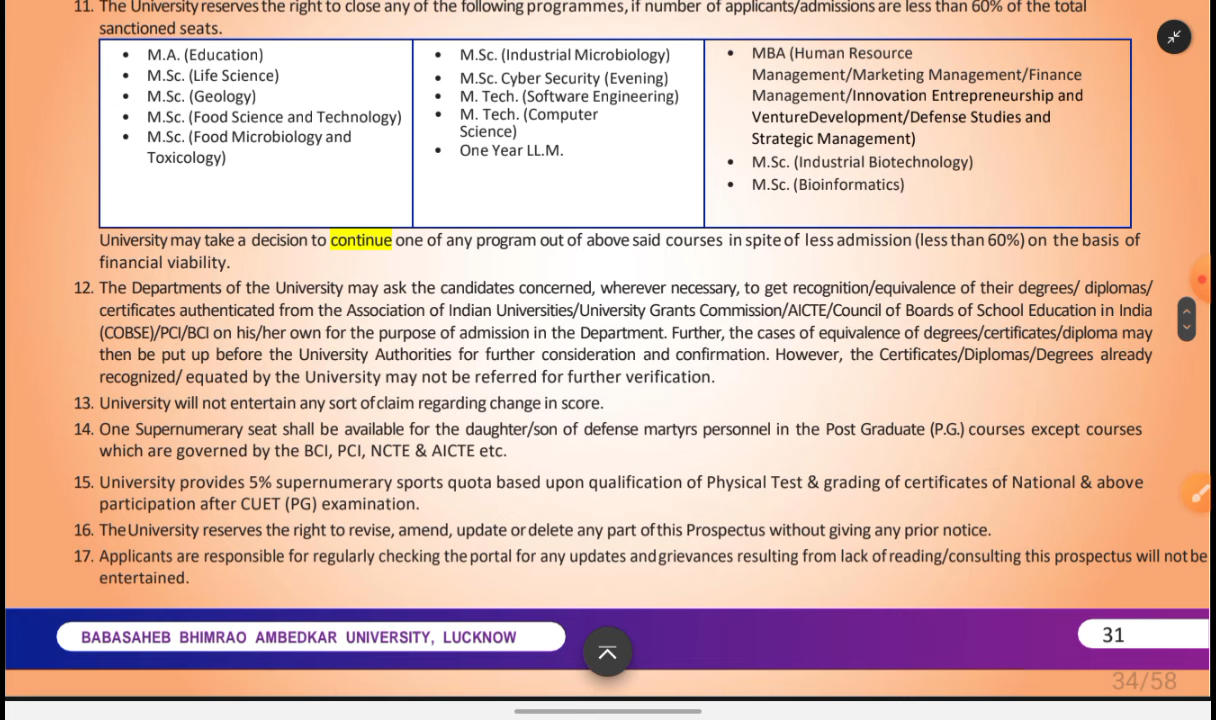 11. The University reserves the right to close any of the following programmes, if number of applicants/admissions are less than 60% of the total
sanctioned seats.
• M.A. (Education)
• M.Sc. (Life Science)
• M.Sc. (Geology)
• M.Sc. (Food Science and Technology)
• M.Sc. (Food Microbiology and
Toxicology)
• M.Sc. (Industrial Microbiology)
• M.Sc. Cyber Security (Evening)
• M. Tech. (Software Engineering)
• M. Tech. (Computer
Science)
• One Year LL.M.
• MBA (Human Resource
Management/Marketing Management/Finance
Management/Innovation Entrepreneurship and
VentureDevelopment/Defense Studies and
Strategic Management)
• M.Sc. (Industrial Biotechnology)
• M.Sc. (Bioinformatics)
University may take a decision to continue one of any program out of above said courses in spite of less admission (less than 60%) on the basis of
financial viability.
12. The Departments of the University may ask the candidates concerned, wherever necessary, to get recognition/equivalence of their degrees/ diplomas/
certificates authenticated from the Association of Indian Universities/University Grants Commission/AICTE/Council of Boards of School Education in India
(COBSE)/PCI/BCI on his/her own for the purpose of admission in the Department. Further, the cases of equivalence of degrees/certificates/diploma may
then be put up before the University Authorities for further consideration and confirmation. However, the Certificates/Diplomas/Degrees already
recognized/ equated by the University may not be referred for further verification.
13. University will not entertain any sort of claim regarding change in score.
14. One Supernumerary seat shall be available for the daughter/son of defense martyrs personnel in the Post Graduate (P.G.) courses except courses
which are governed by the BCI, PCI, NCTE & AICTE etc.
15. University provides 5% supernumerary sports quota based upon qualification of Physical Test & grading of certificates of National & above
participation after CUET (PG) examination.
16. The University reserves the right to revise, amend, update or delete any part of this Prospectus without giving any prior notice.
17. Applicants are responsible for regularly checking the portal for any updates and grievances resulting from lack of reading/consulting this prospectus will not be
entertained.
BABASAHEB BHIMRAO AMBEDKAR UNIVERSITY, LUCKNOW
31
34/58